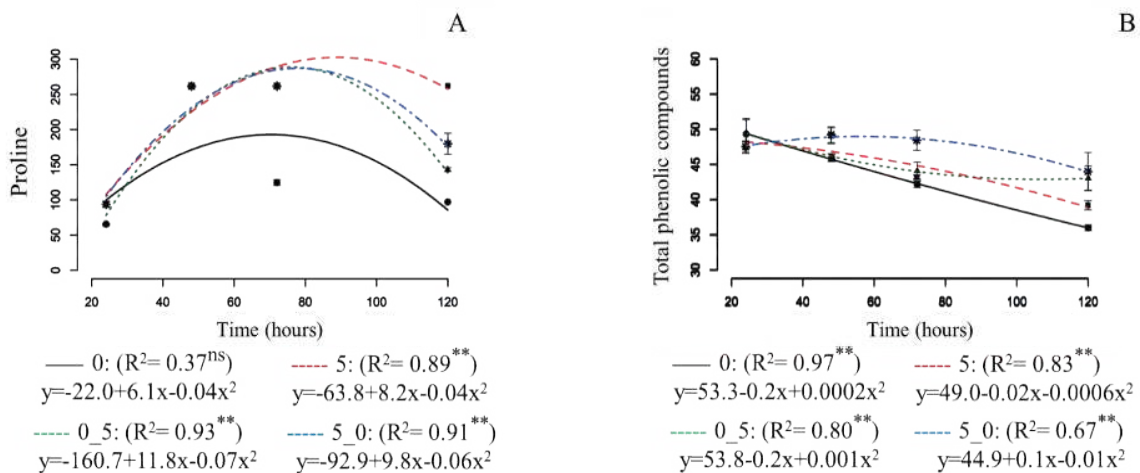 A
Proline
0
50
100
150
200
250
300
20
40
60
80
100
120
Time (hours)
0: (R²= 0.37ⁿˢ)
y=-22.0+6.1x-0.04x²
5: (R²= 0.89**)
y=-63.8+8.2x-0.04x²
0_5: (R²= 0.93**)
y=-160.7+11.8x-0.07x²
5_0: (R²= 0.91**)
y=-92.9+9.8x-0.06x²
B
Total phenolic compounds
30
35
40
45
50
60
20
40
60
80
100
120
Time (hours)
0: (R²= 0.97**)
y=53.3-0.2x+0.0002x²
5: (R²= 0.83**)
y=49.0-0.02x-0.0006x²
0_5: (R²= 0.80**)
y=53.8-0.2x+0.001x²
5_0: (R²= 0.67**)
y=44.9+0.1x-0.01x²